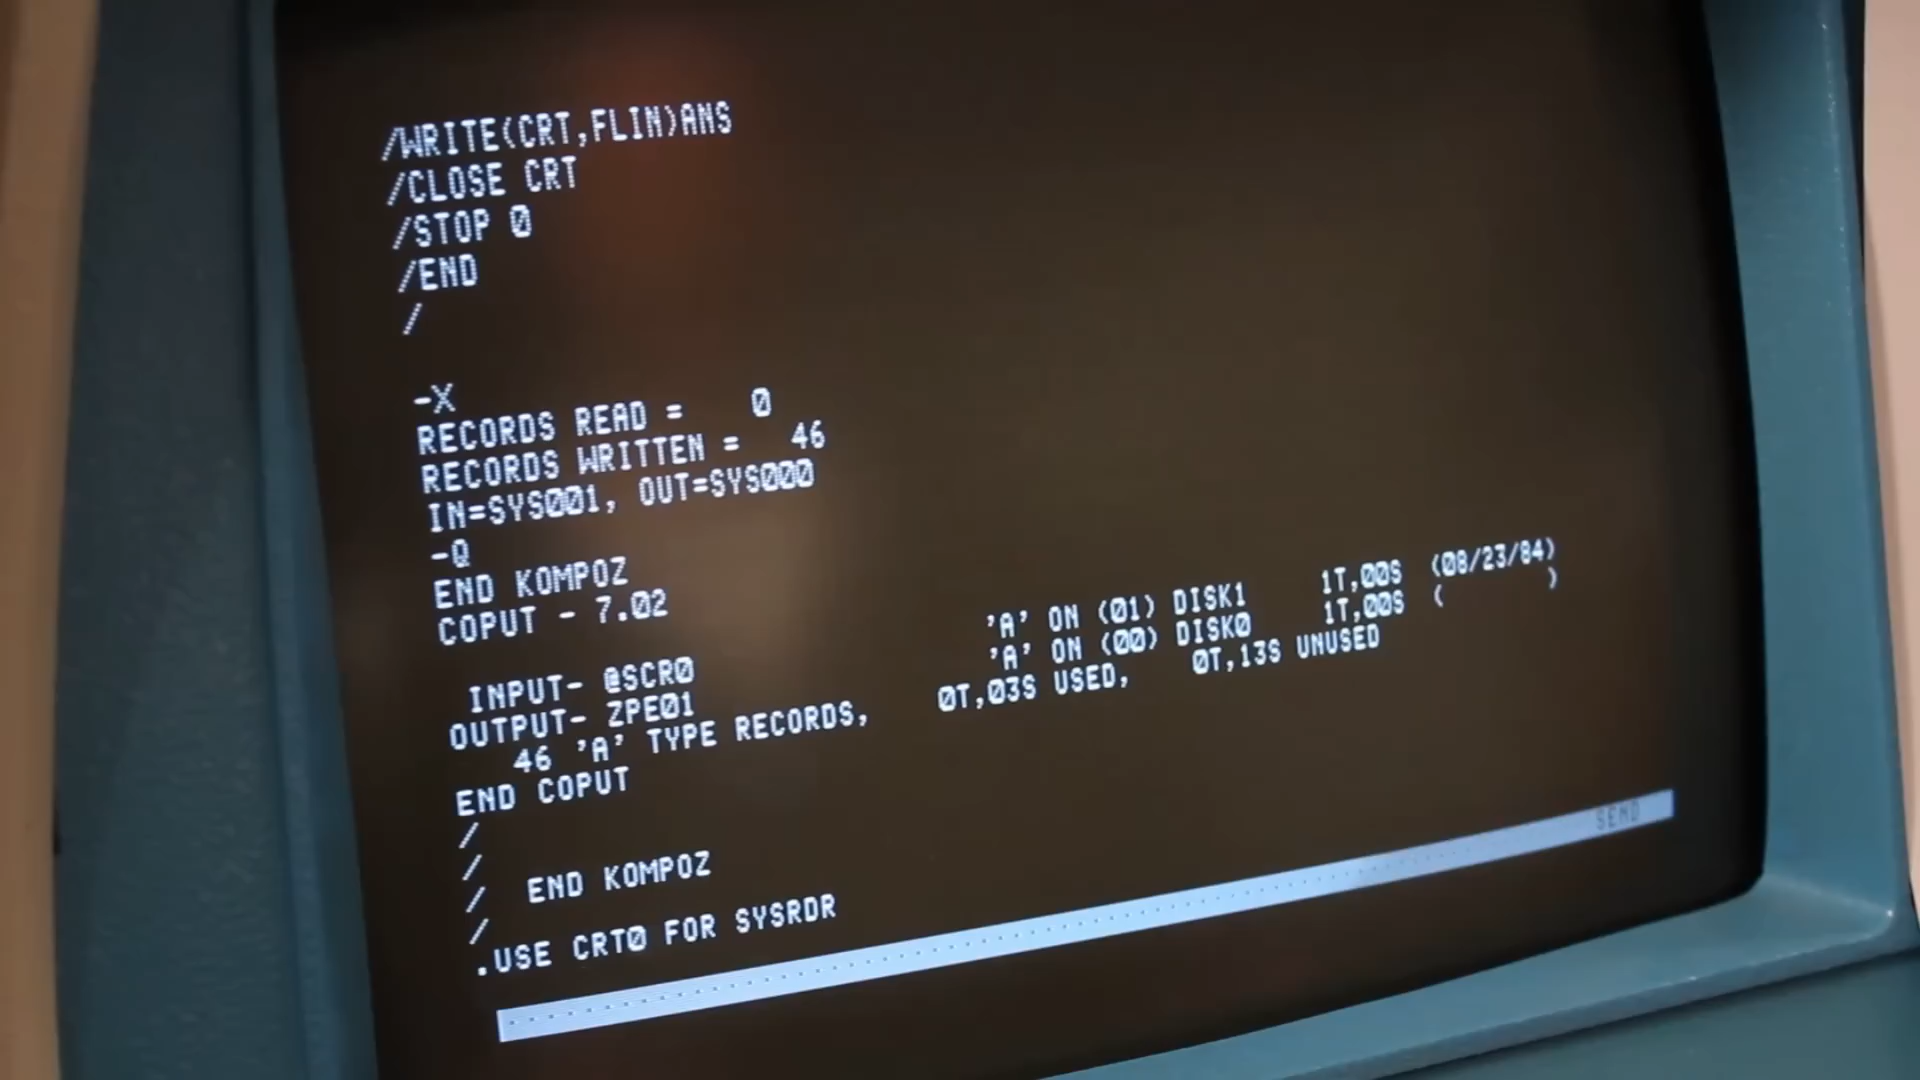 /WRITE(CRT,FLIN)ANS
/CLOSE CRT
/STOP 0
/END
/
-X
RECORDS READ = 0
RECORDS WRITTEN = 46
IN=SYS001, OUT=SYS000
-Q
END KOMPOZ
COPUT - 7.02
INPUT- @SCR0 'A' ON (01) DISK1 1T,00S (08/23/84)
OUTPUT- ZPE01 'A' ON (00) DISK0 1T,00S ( )
46 'A' TYPE RECORDS, 0T,03S USED, 0T,13S UNUSED
END COPUT
/
/
/ END KOMPOZ
/
.USE CRT0 FOR SYSRDR
SEND